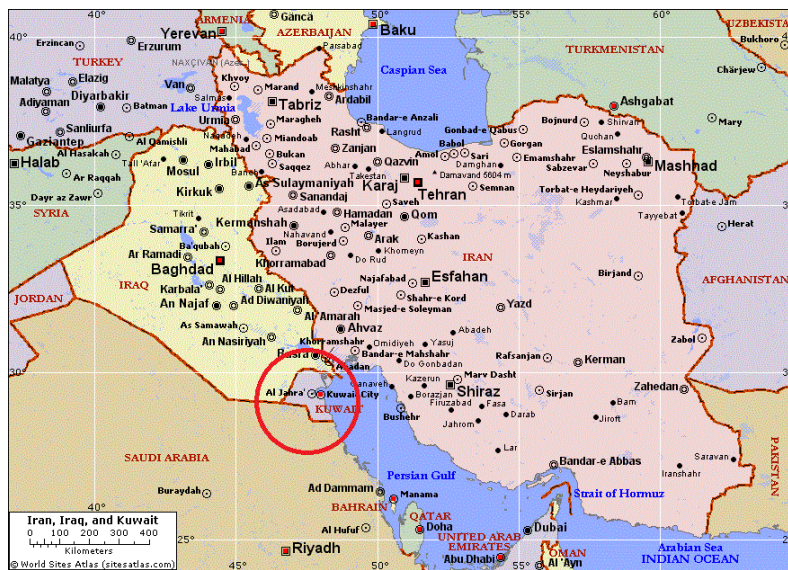 40°
45°
50°
55°
60°
ARMENIA
Gäncä
UZBEKISTA
Yerevan
AZERBAIJAN
Baku
40°
Bukhoro
Erzincan
Erzurum
Parsabad
TURKMENISTAN
TURKEY
NAXÇIVAN (Azer.)
Caspian Sea
Chärjew
Malatya
Elazig
Van
Khvoy
Marand
Meshkinshahr
Diyarbakir
Salmas
Tabriz
Ardabil
Ashgabat
Adiyaman
Batman
Lake Urmia
Bandar-e Anzali
Bojnurd
Shirvan
Mary
Sanliurfa
Urmia
Maragheh
Rasht
Langrud
Gonbad-e Qabus
Quohan
Gaziantep
Al Qamishli
Naqadeh
Miandoab
Babol
Gorgan
Halab
Al Hasakah
Tall 'Afar
Mahabad
Bukan
Zanjan
Qazvin
Amol
Sari
Emamshahr
Eslamshahr
Mashhad
Irbil
Saqqez
Abhar
Damghan
Sabzevar
Neyshabur
Ar Raqqah
Mosul
Baneh
Takestan
Karaj
Damavand 5604 m
Tehran
Semnan
Torbat-e Heydariyeh
Dayr az Zawr
Kirkuk
As Sulaymaniyah
Sanandaj
Saveh
Kashmar
Torbat-e Jam
35°
SYRIA
Tikrit
Asadabad
Hamadan
Qom
Tayyebat
Kermanshah
Malayer
Herat
Samarra'
Nahavand
Arak
Kashan
Ba'qubah
Ilam
Borujerd
Khomeyn
IRAN
Ar Ramadi
Khorramabad
Do Rud
Baghdad
Birjand
AFGHANISTAN
Al Hillah
Najafabad
Esfahan
JORDAN
IRAQ
Karbala'
Al Kut
Dezful
Shahr-e Kord
An Najaf
Ad Diwaniyah
Masjed-e Soleyman
Yazd
Al 'Amarah
As Samawah
Ahvaz
Abadeh
Zabol
An Nasiriyah
Khorramshahr
Omidiyeh
Yasuj
Basra
Bandar-e Mahshahr
Rafsanjan
Kerman
30°
Abadan
Do Gonbadan
Kazerun
Marv Dasht
Zahedan
Al Jahra'
Kuwait City
Ganaveh
Borazjan
Shiraz
Sirjan
KUWAIT
Firuzabad
Fasa
Bam
Bushehr
Jahrom
Darab
Jiroft
Lar
Saravan
SAUDI ARABIA
Bandar-e Abbas
Iranshahr
Persian Gulf
PAKISTAN
Buraydah
Ad Dammam
Strait of Hormuz
BAHRAIN
Manama
40°
Iran, Iraq, and Kuwait
QATAR
0 100 200 300 400
Al Hufuf
Doha
UNITED ARAB
Dubai
25°
Kilometers
Riyadh
EMIRATES
Arabian Sea
Abu Dhabi
OMAN
INDIAN OCEAN
© World Sites Atlas (sitesatlas.com)
45°
50°
Al 'Ayn
55°
60°